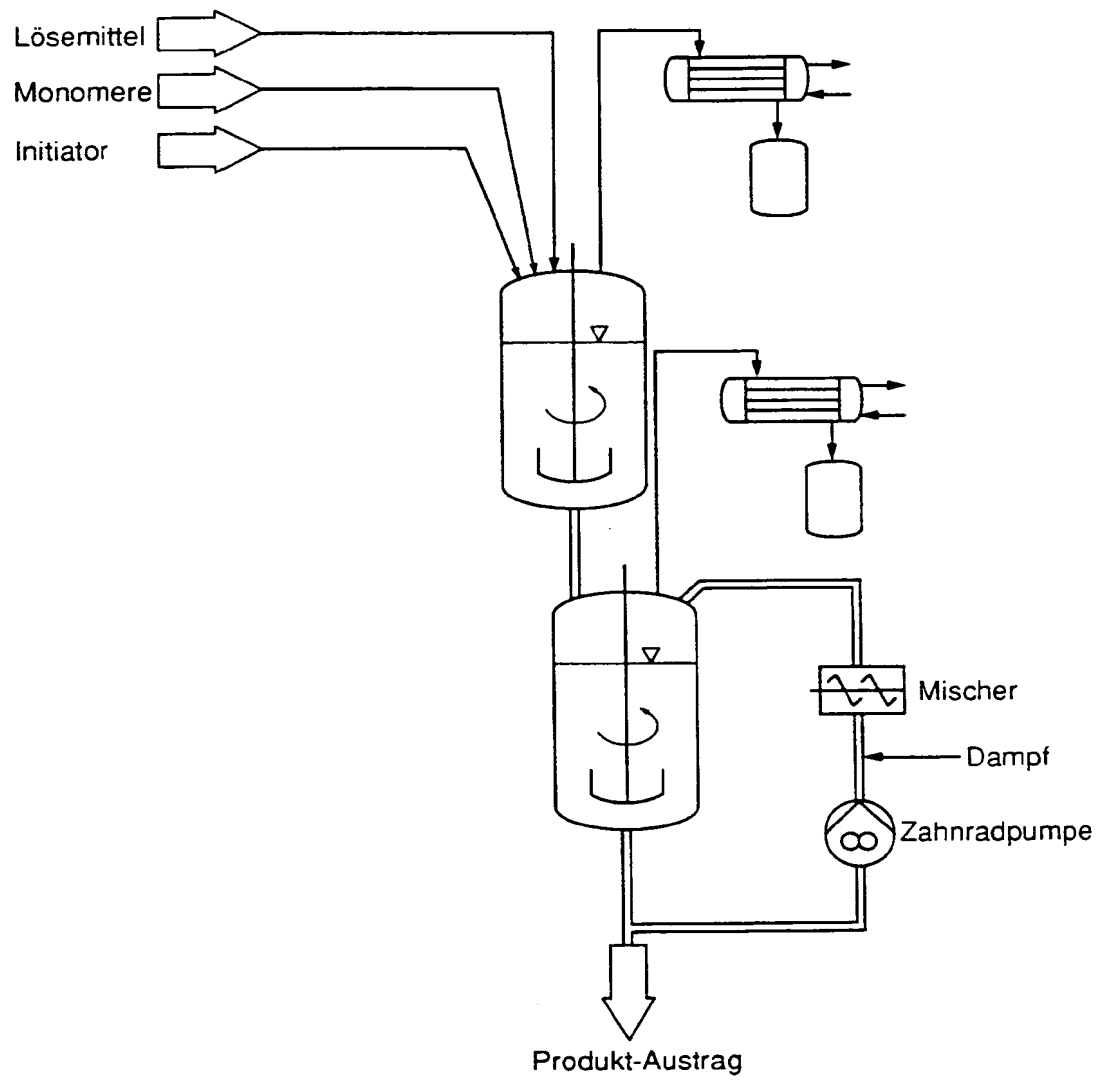 Lösemittel
Monomere
Initiator
Mischer
Dampf
Zahnradpumpe
Produkt-Austrag